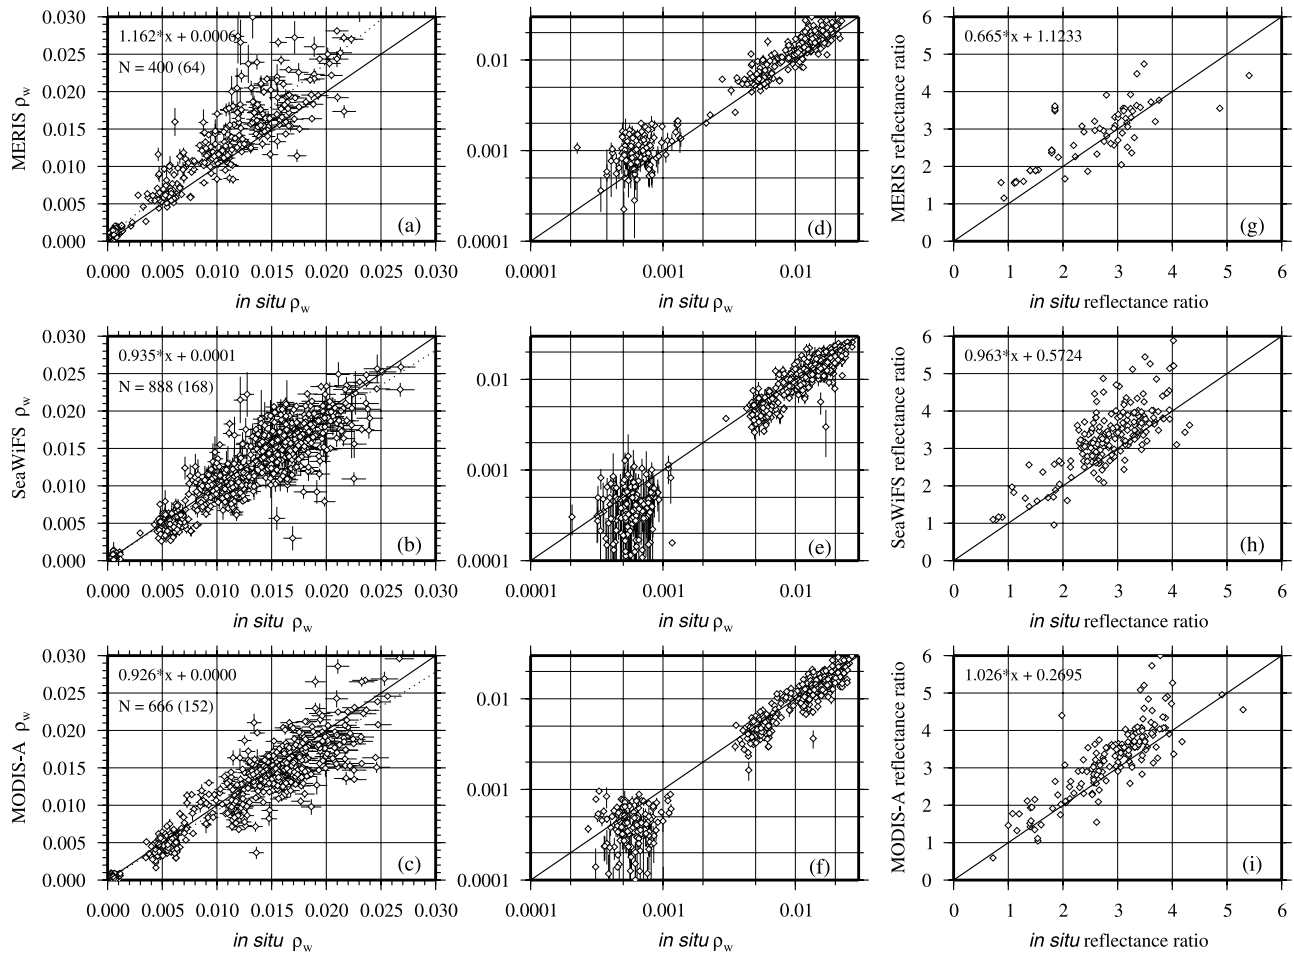 0.030
0.025
0.020
0.015
0.010
0.005
0.000
MERIS ρw
1.162*x + 0.0006
N = 400 (64)
(a)
0.000 0.005 0.010 0.015 0.020 0.025 0.030
in situ ρw
0.01
0.001
0.0001
(d)
0.0001 0.001 0.01
in situ ρw
6
5
4
3
2
1
0
MERIS reflectance ratio
0.665*x + 1.1233
(g)
0 1 2 3 4 5 6
in situ reflectance ratio
0.030
0.025
0.020
0.015
0.010
0.005
0.000
SeaWiFS ρw
0.935*x + 0.0001
N = 888 (168)
(b)
0.000 0.005 0.010 0.015 0.020 0.025 0.030
in situ ρw
0.01
0.001
0.0001
(e)
0.0001 0.001 0.01
in situ ρw
6
5
4
3
2
1
0
SeaWiFS reflectance ratio
0.963*x + 0.5724
(h)
0 1 2 3 4 5 6
in situ reflectance ratio
0.030
0.025
0.020
0.015
0.010
0.005
0.000
MODIS-A ρw
0.926*x + 0.0000
N = 666 (152)
(c)
0.000 0.005 0.010 0.015 0.020 0.025 0.030
in situ ρw
0.01
0.001
0.0001
(f)
0.0001 0.001 0.01
in situ ρw
6
5
4
3
2
1
0
MODIS-A reflectance ratio
1.026*x + 0.2695
(i)
0 1 2 3 4 5 6
in situ reflectance ratio